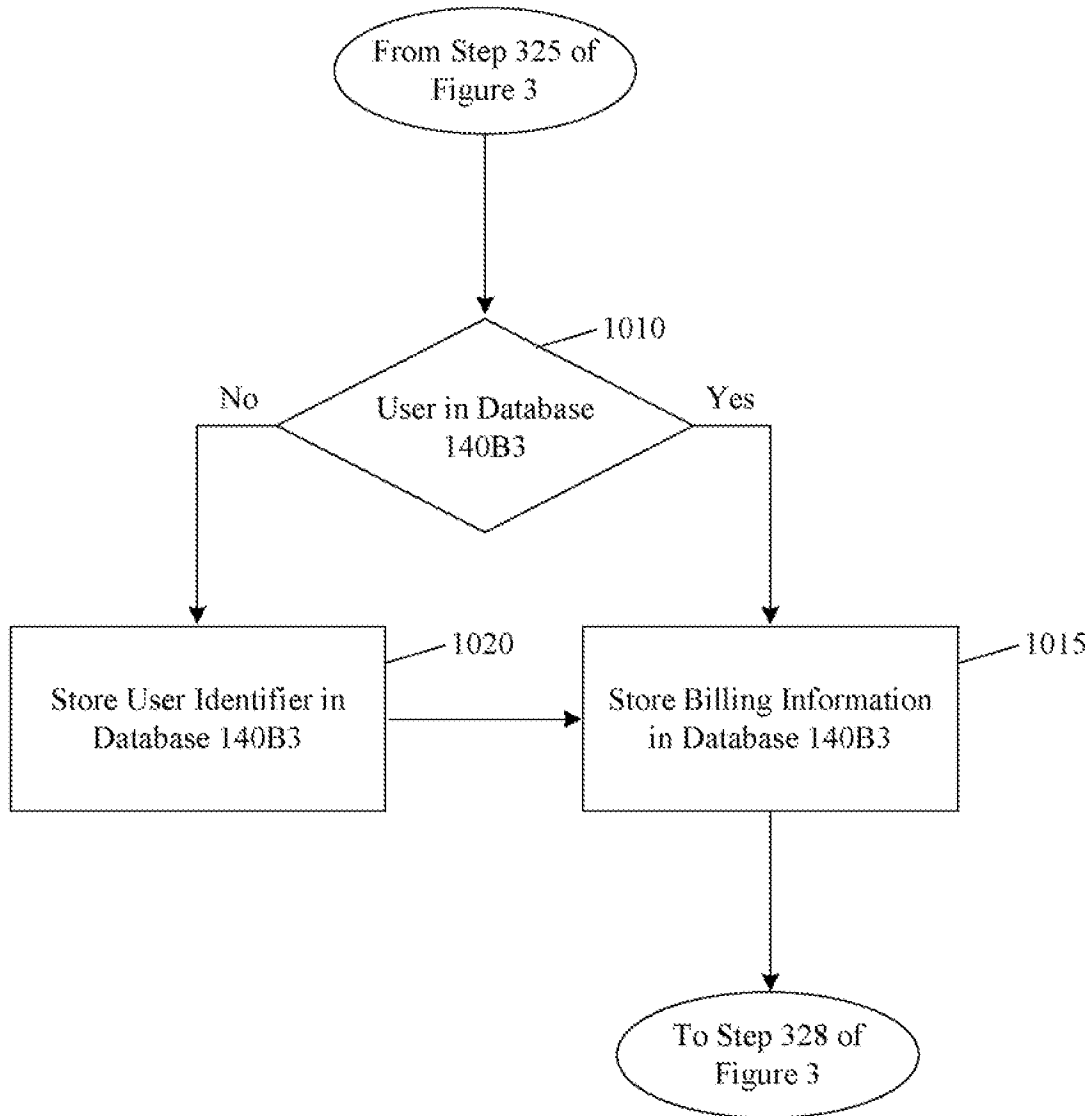 From Step 325 of
Figure 3
1010
No
User in Database
140B3
Yes
1020
Store User Identifier in
Database 140B3
1015
Store Billing Information
in Database 140B3
To Step 328 of
Figure 3